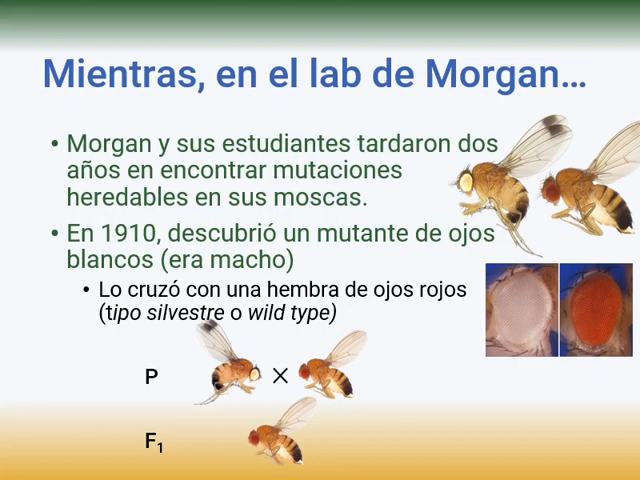 Mientras, en el lab de Morgan...
• Morgan y sus estudiantes tardaron dos
años en encontrar mutaciones
heredables en sus moscas.
• En 1910, descubrió un mutante de ojos
blancos (era macho)
• Lo cruzó con una hembra de ojos rojos
(tipo silvestre o wild type)
P ×
F1